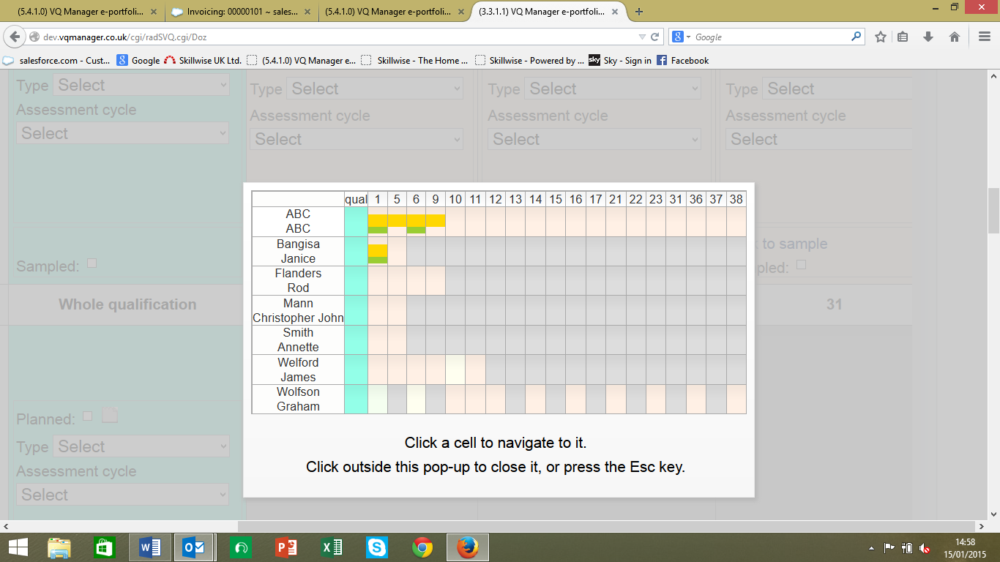 (5.4.1.0) VQ Manager e-portfoli... × Invoicing: 00000101 ~ sales... × (5.4.1.0) VQ Manager e-portfoli... × (3.3.1.1) VQ Manager e-portfoli... ×
dev.vqmanager.co.uk/cgi/radSVQ.cgi/Doz Google
salesforce.com - Cust... Google Skillwise UK Ltd. (5.4.1.0) VQ Manager e... Skillwise - The Home ... Skillwise - Powered by ... sky Sky - Sign in Facebook
Type Select Type Select Type Select Type Select
Assessment cycle Assessment cycle Assessment cycle Assessment cycle
Select Select Select Select
qual 1 5 6 9 10 11 12 13 14 15 16 17 21 22 23 31 36 37 38
ABC
ABC
Bangisa
Janice
Flanders
Rod
Mann
Christopher John
Smith
Annette
Welford
James
Wolfson
Graham
Click a cell to navigate to it.
Click outside this pop-up to close it, or press the Esc key.
to sample
Sampled: pled:
Whole qualification 31
Planned:
Type Select
Assessment cycle
Select
14:58
15/01/2015